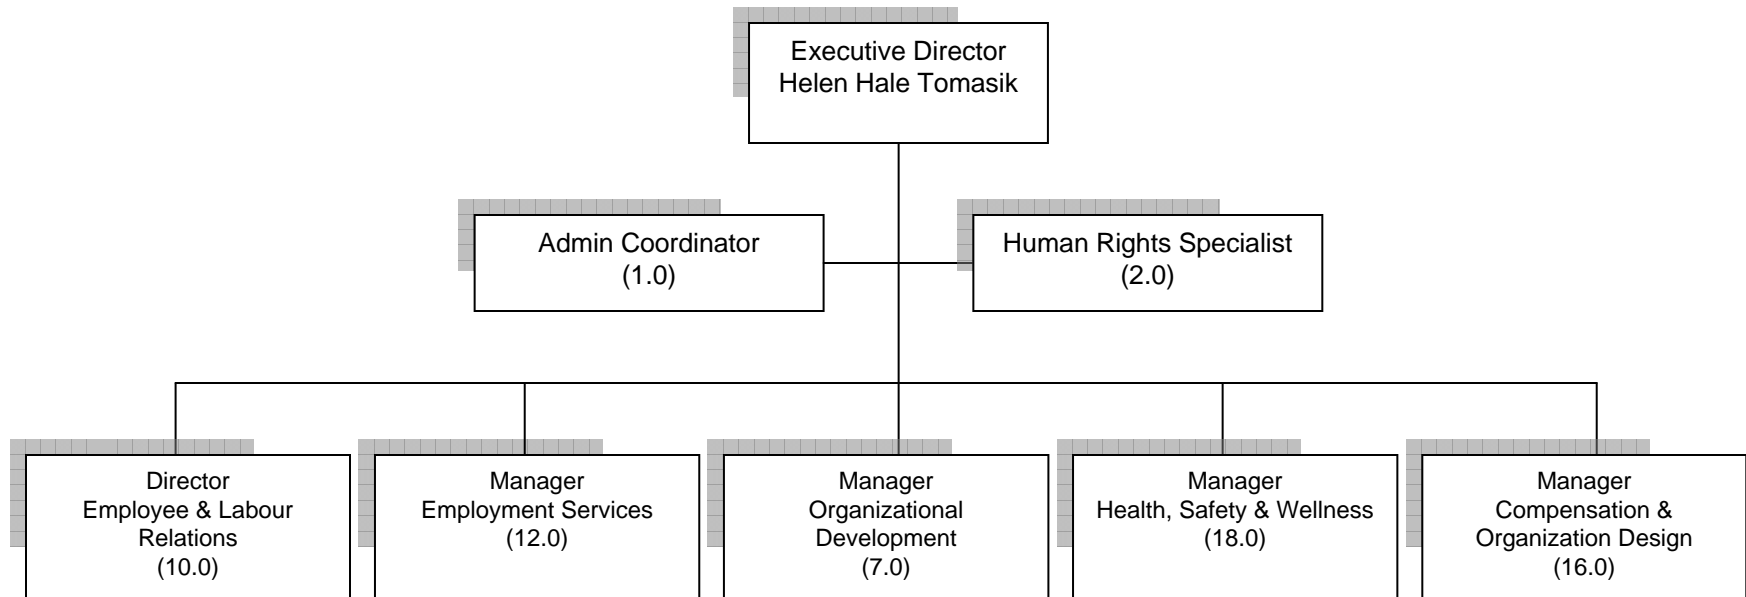 Executive Director
Helen Hale Tomasik
Admin Coordinator
(1.0)
Human Rights Specialist
(2.0)
Director
Employee & Labour
Relations
(10.0)
Manager
Employment Services
(12.0)
Manager
Organizational
Development
(7.0)
Manager
Health, Safety & Wellness
(18.0)
Manager
Compensation &
Organization Design
(16.0)